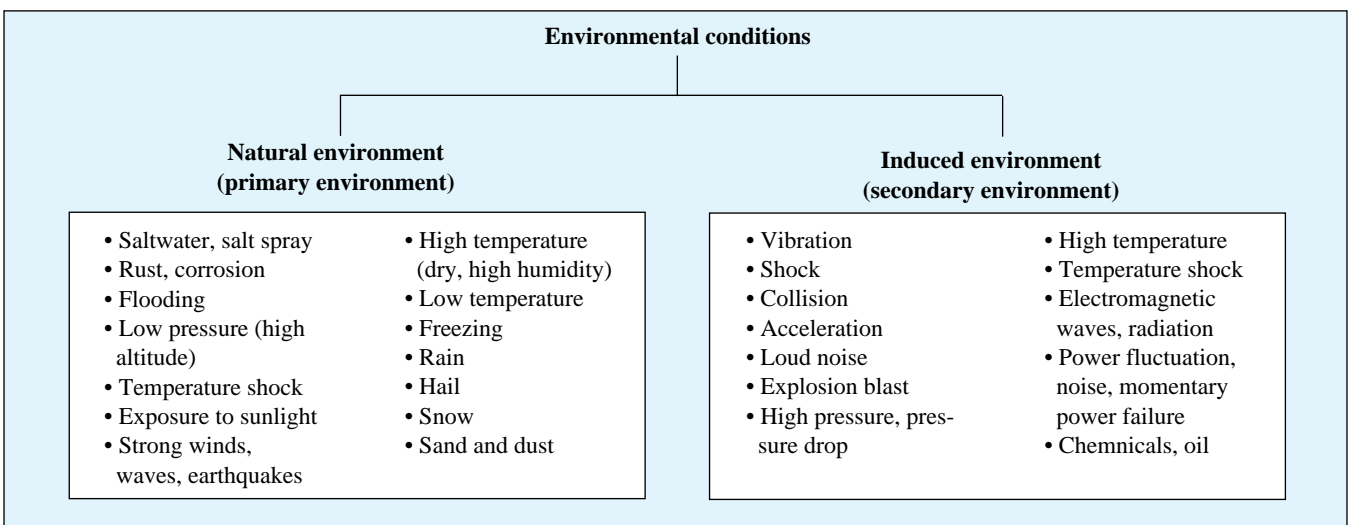 Environmental conditions
Natural environment
(primary environment)
• Saltwater, salt spray
• Rust, corrosion
• Flooding
• Low pressure (high
altitude)
• Temperature shock
• Exposure to sunlight
• Strong winds,
waves, earthquakes
• High temperature
(dry, high humidity)
• Low temperature
• Freezing
• Rain
• Hail
• Snow
• Sand and dust
Induced environment
(secondary environment)
• Vibration
• Shock
• Collision
• Acceleration
• Loud noise
• Explosion blast
• High pressure, pres-
sure drop
• High temperature
• Temperature shock
• Electromagnetic
waves, radiation
• Power fluctuation,
noise, momentary
power failure
• Chemnicals, oil